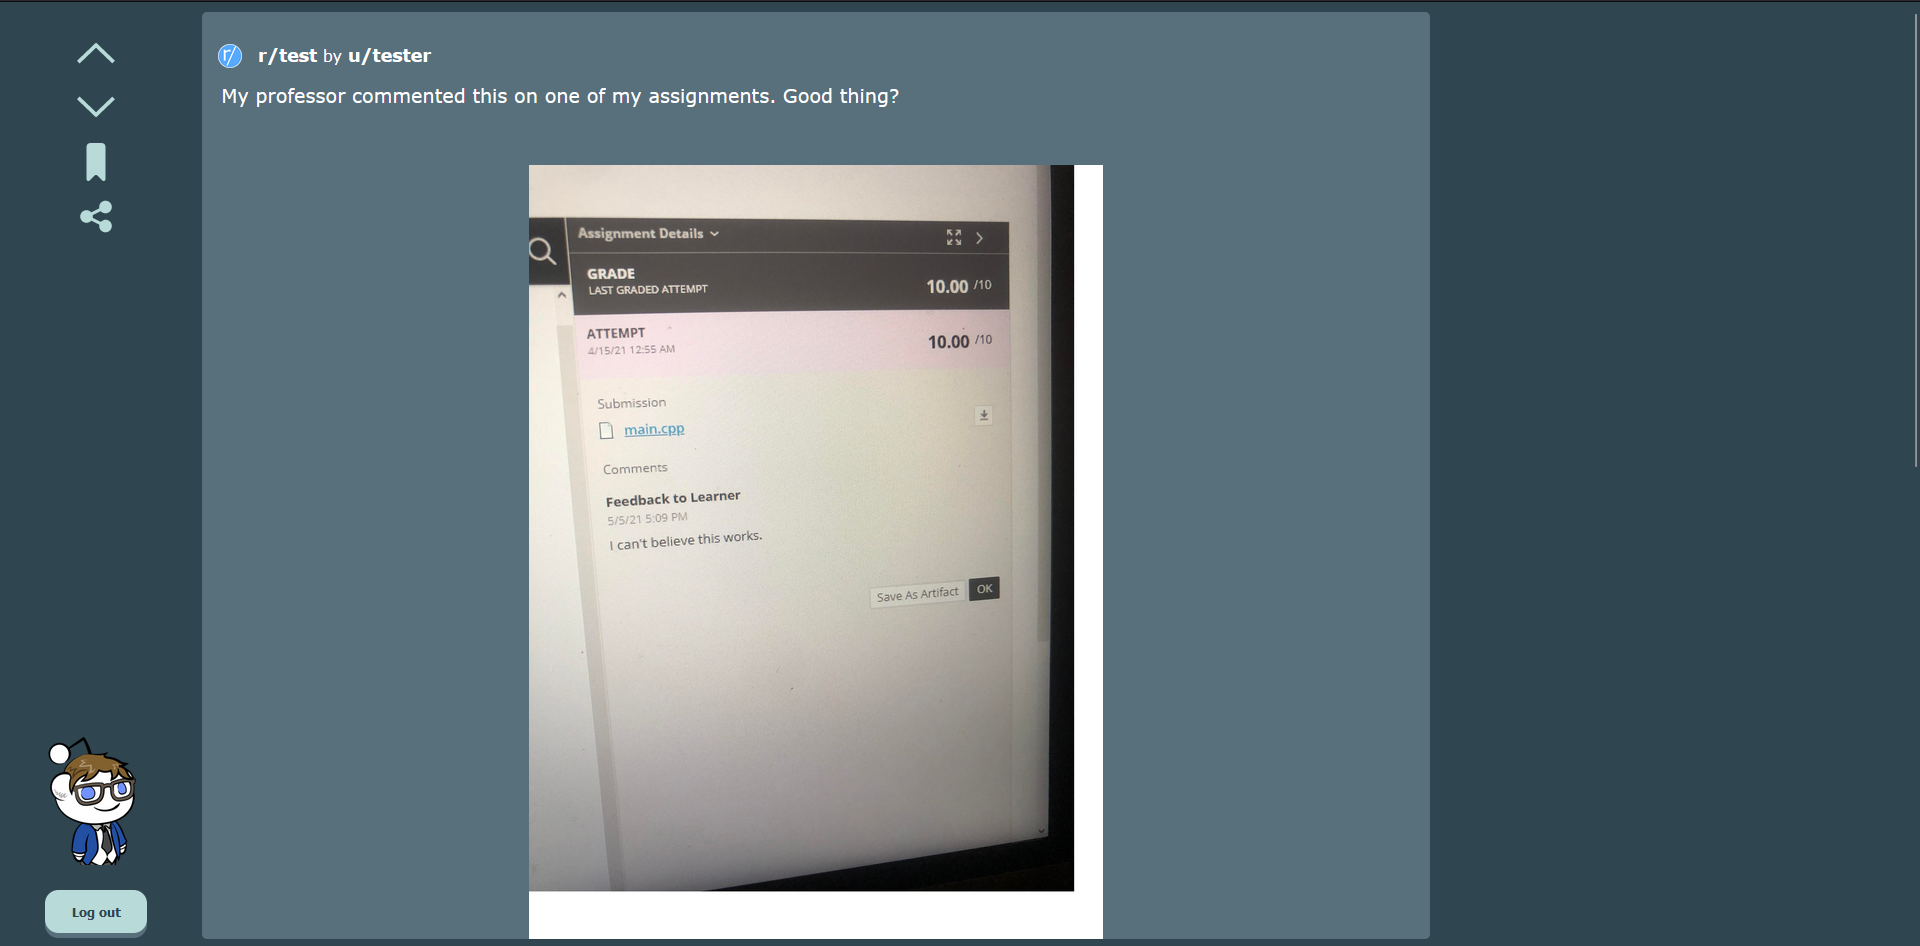 r/ r/test by u/tester
My professor commented this on one of my assignments. Good thing?
Assignment Details
GRADE
LAST GRADED ATTEMPT
10.00 /10
ATTEMPT
4/15/21 12:55 AM
10.00 /10
Submission
main.cpp
Comments
Feedback to Learner
5/5/21 5:09 PM
I can't believe this works.
Save As Artifact OK
Log out